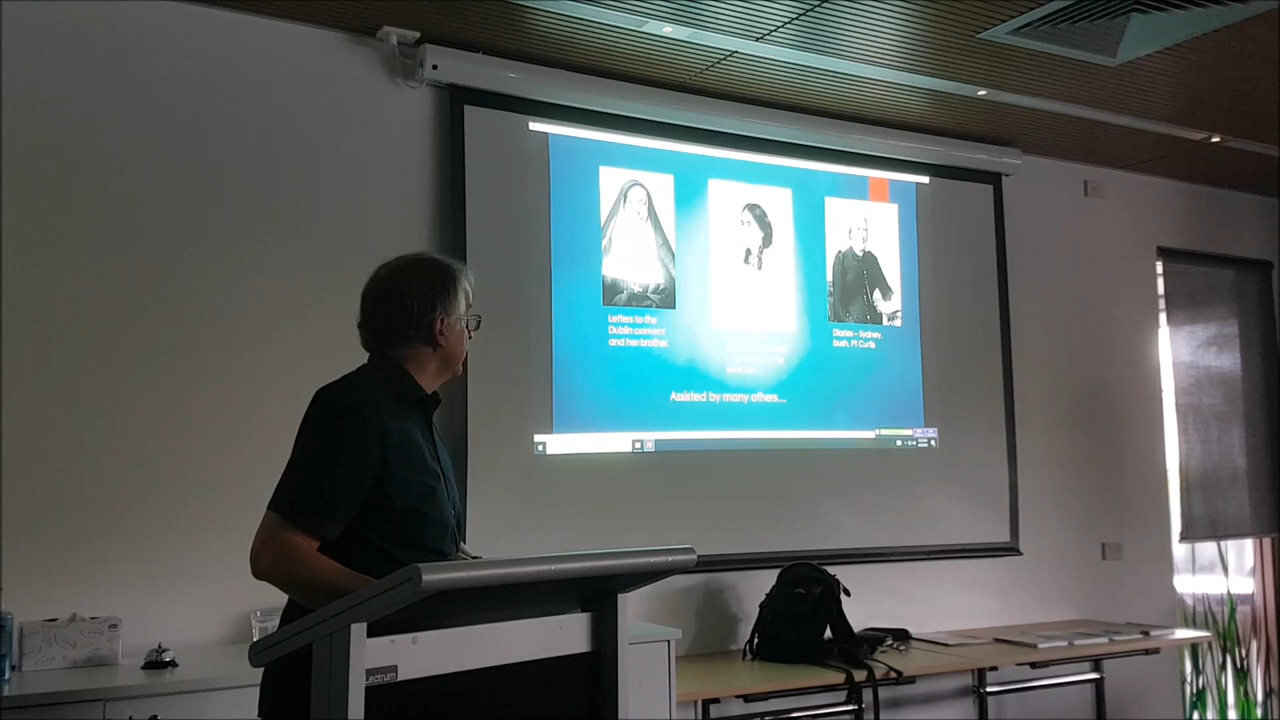 Letters to the
Dublin convent
and her brother.
Diaries – Sydney,
bush, Pt Curtis
Assisted by many others...
Lectrum